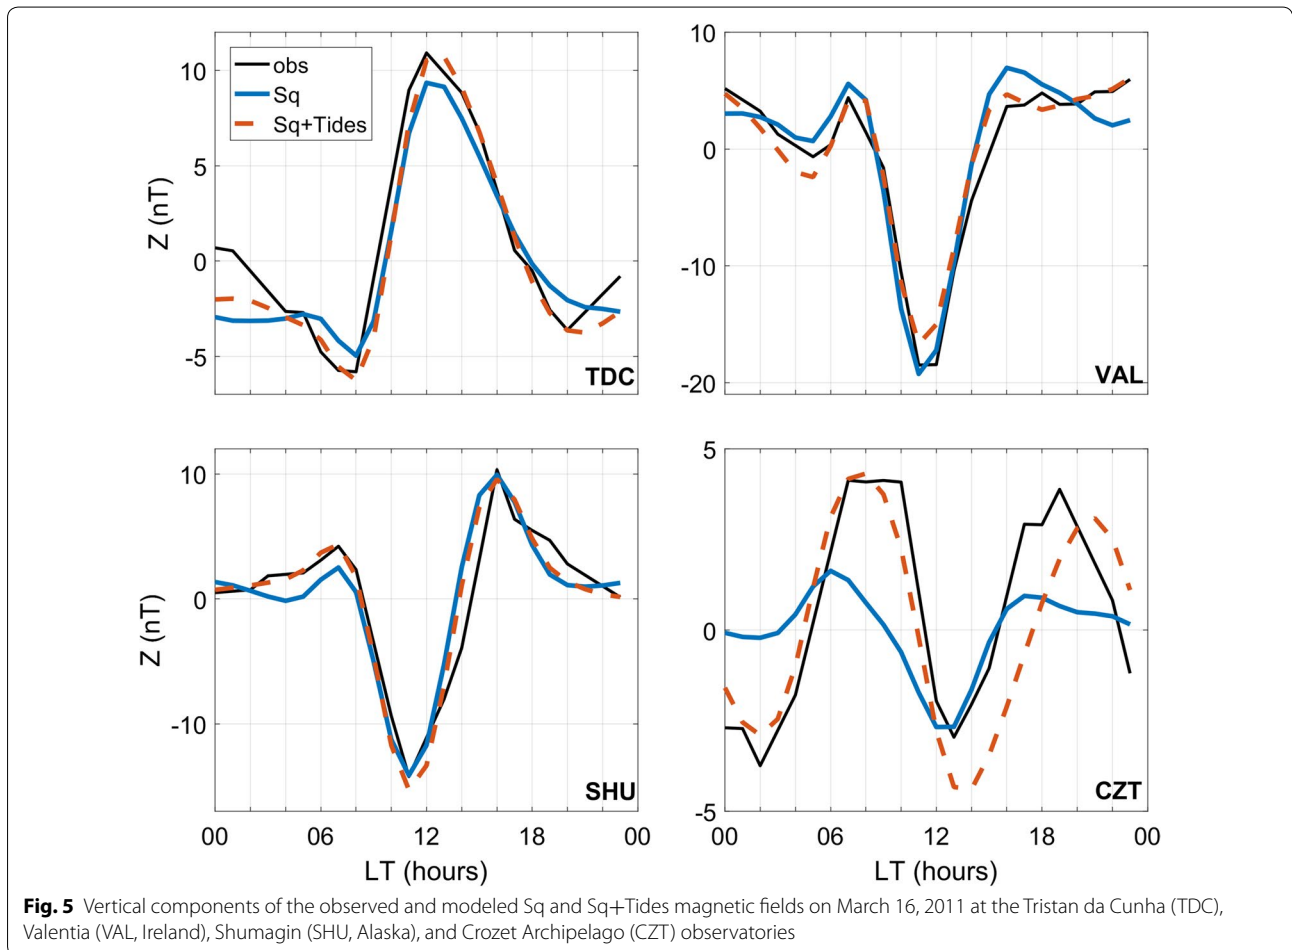 obs
Sq
Sq+Tides
10
5
0
-5
Z (nT)
TDC
10
0
-10
-20
VAL
10
0
-10
Z (nT)
SHU
00 06 12 18 00
LT (hours)
5
0
-5
CZT
00 06 12 18 00
LT (hours)
Fig. 5 Vertical components of the observed and modeled Sq and Sq+Tides magnetic fields on March 16, 2011 at the Tristan da Cunha (TDC),
Valentia (VAL, Ireland), Shumagin (SHU, Alaska), and Crozet Archipelago (CZT) observatories